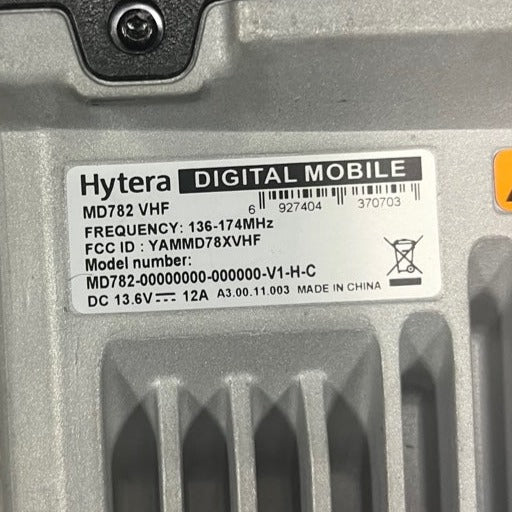 Hytera DIGITAL MOBILE
MD782 VHF
6 927404 370703
FREQUENCY: 136-174MHz
FCC ID : YAMMD78XVHF
Model number:
MD782-00000000-000000-V1-H-C
DC 13.6V⎓ 12A A3.00.11.003 MADE IN CHINA